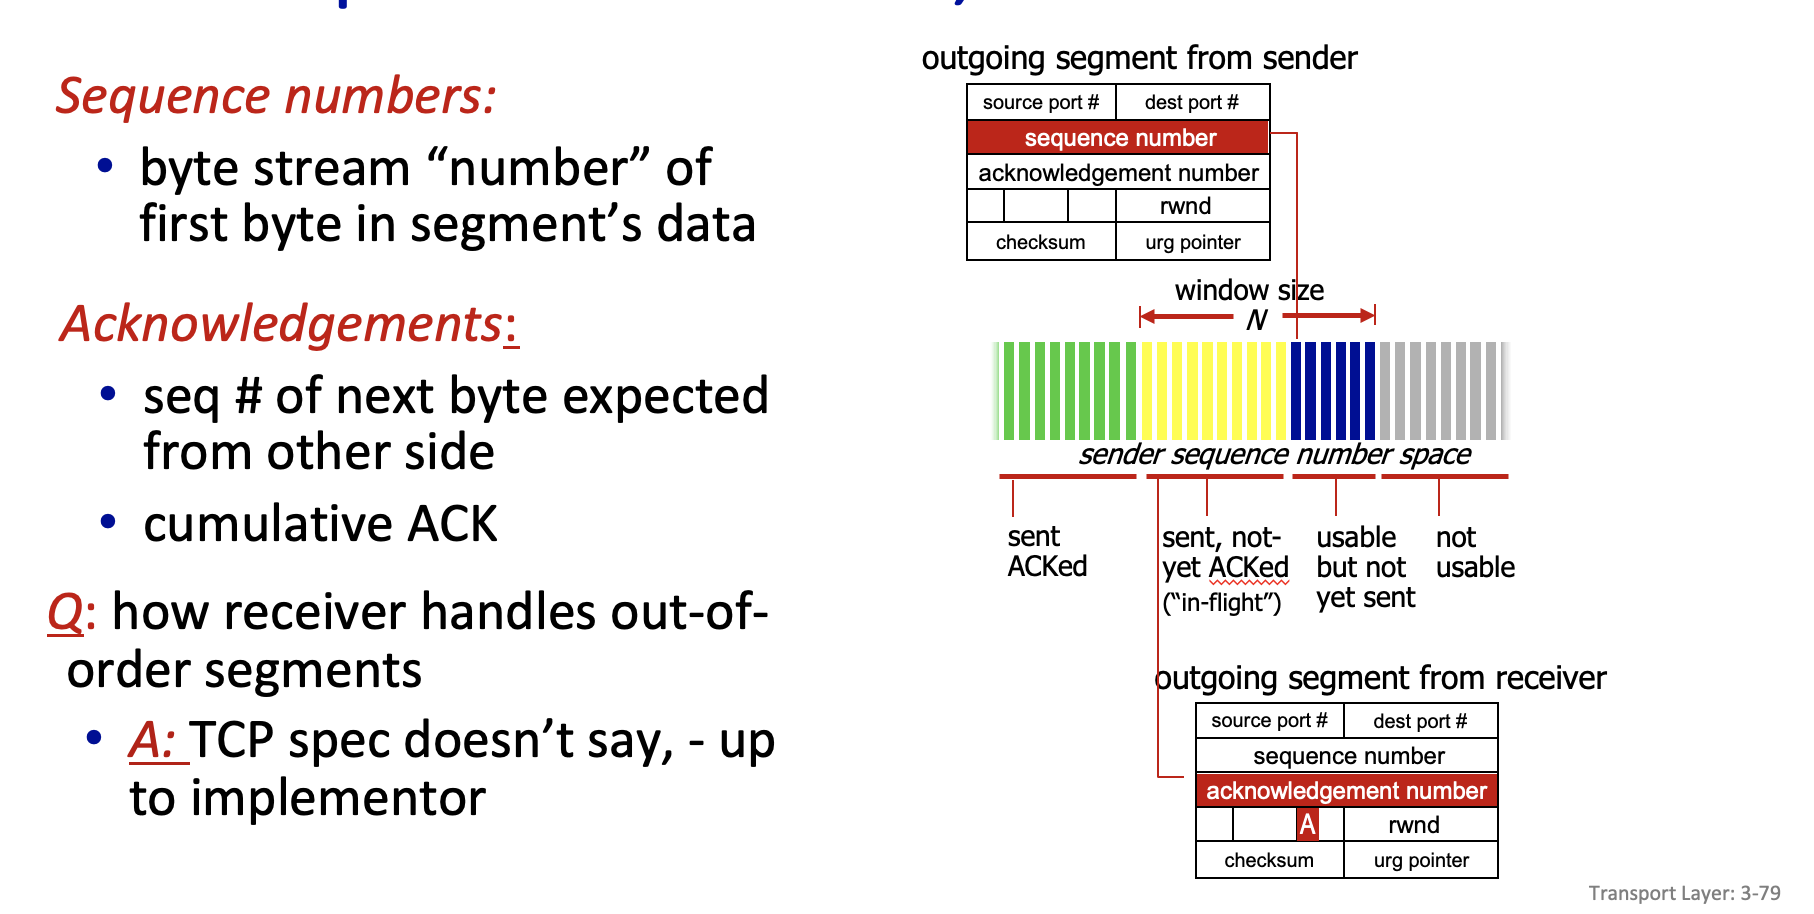 Sequence numbers:
• byte stream “number” of
first byte in segment’s data
Acknowledgements:
• seq # of next byte expected
from other side
• cumulative ACK
Q: how receiver handles out-of-
order segments
• A: TCP spec doesn’t say, - up
to implementor
outgoing segment from sender
source port # dest port #
sequence number
acknowledgement number
rwnd
checksum urg pointer
window size
N
sender sequence number space
sent
ACKed
sent, not-
yet ACKed
(“in-flight”)
usable
but not
yet sent
not
usable
outgoing segment from receiver
source port # dest port #
sequence number
acknowledgement number
A rwnd
checksum urg pointer
Transport Layer: 3-79